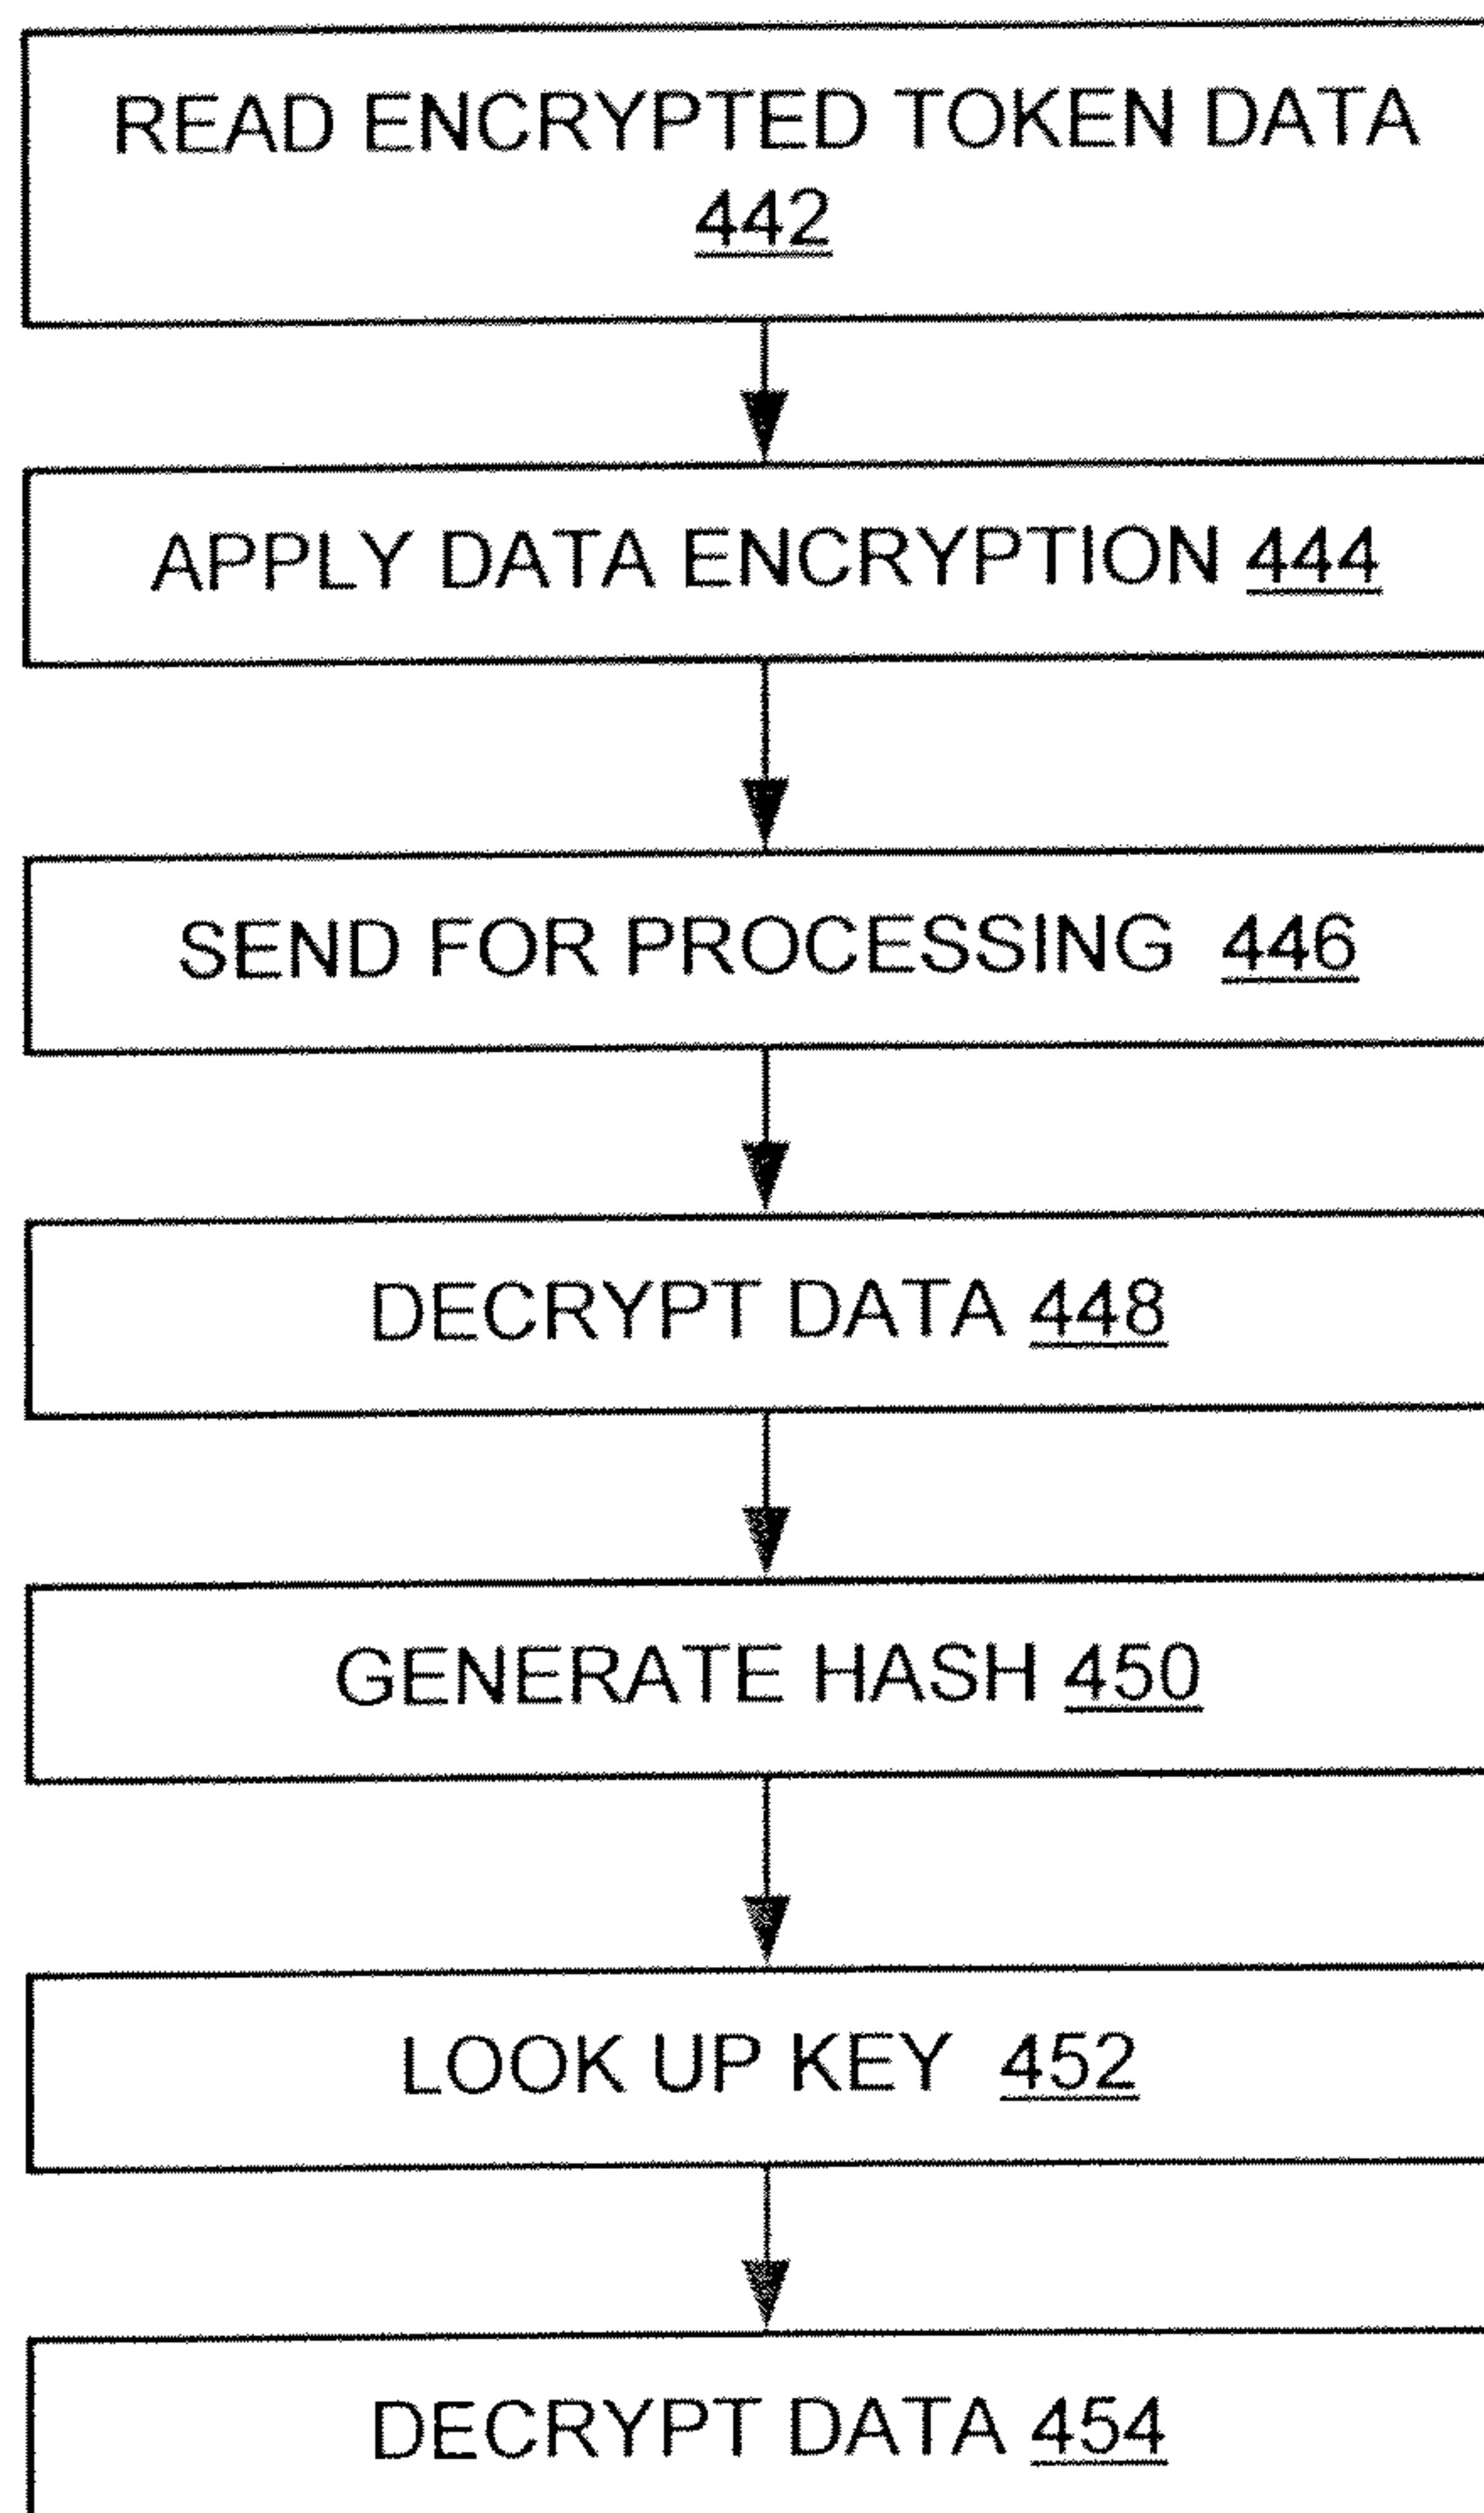 READ ENCRYPTED TOKEN DATA
442
APPLY DATA ENCRYPTION 444
SEND FOR PROCESSING 446
DECRYPT DATA 448
GENERATE HASH 450
LOOK UP KEY 452
DECRYPT DATA 454